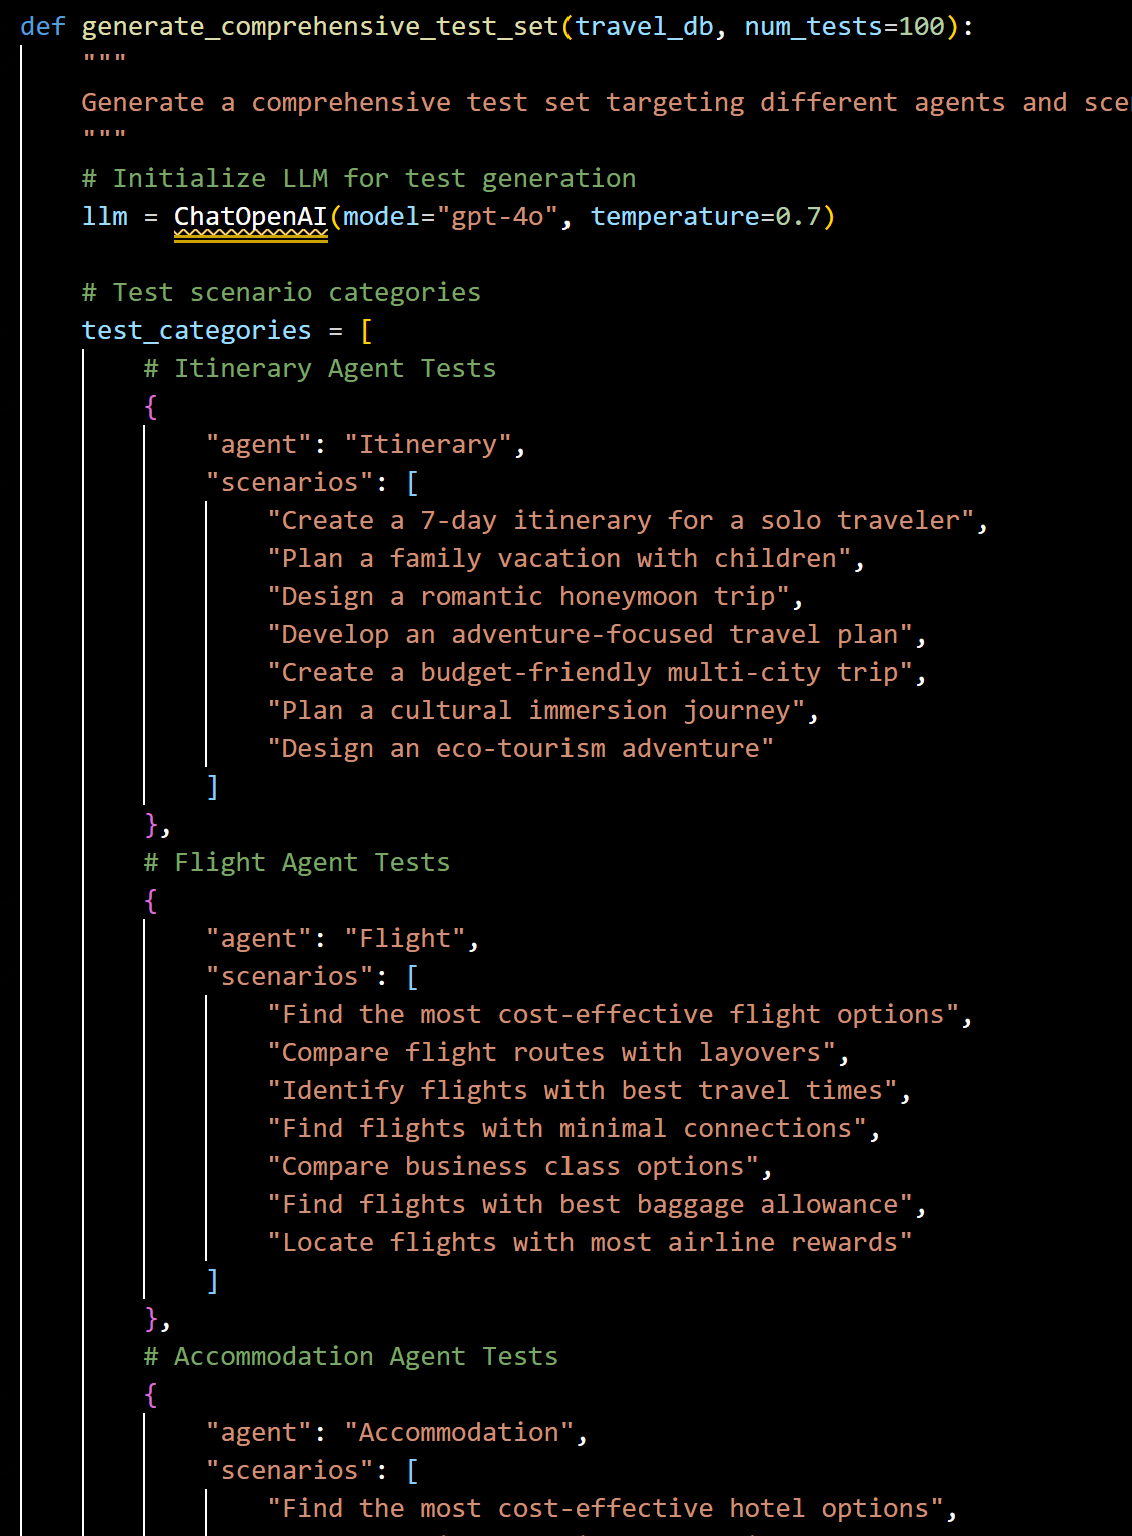 def generate_comprehensive_test_set(travel_db, num_tests=100):
    """
    Generate a comprehensive test set targeting different agents and sce
    """
    # Initialize LLM for test generation
    llm = ChatOpenAI(model="gpt-4o", temperature=0.7)

    # Test scenario categories
    test_categories = [
        # Itinerary Agent Tests
        {
            "agent": "Itinerary",
            "scenarios": [
                "Create a 7-day itinerary for a solo traveler",
                "Plan a family vacation with children",
                "Design a romantic honeymoon trip",
                "Develop an adventure-focused travel plan",
                "Create a budget-friendly multi-city trip",
                "Plan a cultural immersion journey",
                "Design an eco-tourism adventure"
            ]
        },
        # Flight Agent Tests
        {
            "agent": "Flight",
            "scenarios": [
                "Find the most cost-effective flight options",
                "Compare flight routes with layovers",
                "Identify flights with best travel times",
                "Find flights with minimal connections",
                "Compare business class options",
                "Find flights with best baggage allowance",
                "Locate flights with most airline rewards"
            ]
        },
        # Accommodation Agent Tests
        {
            "agent": "Accommodation",
            "scenarios": [
                "Find the most cost-effective hotel options",